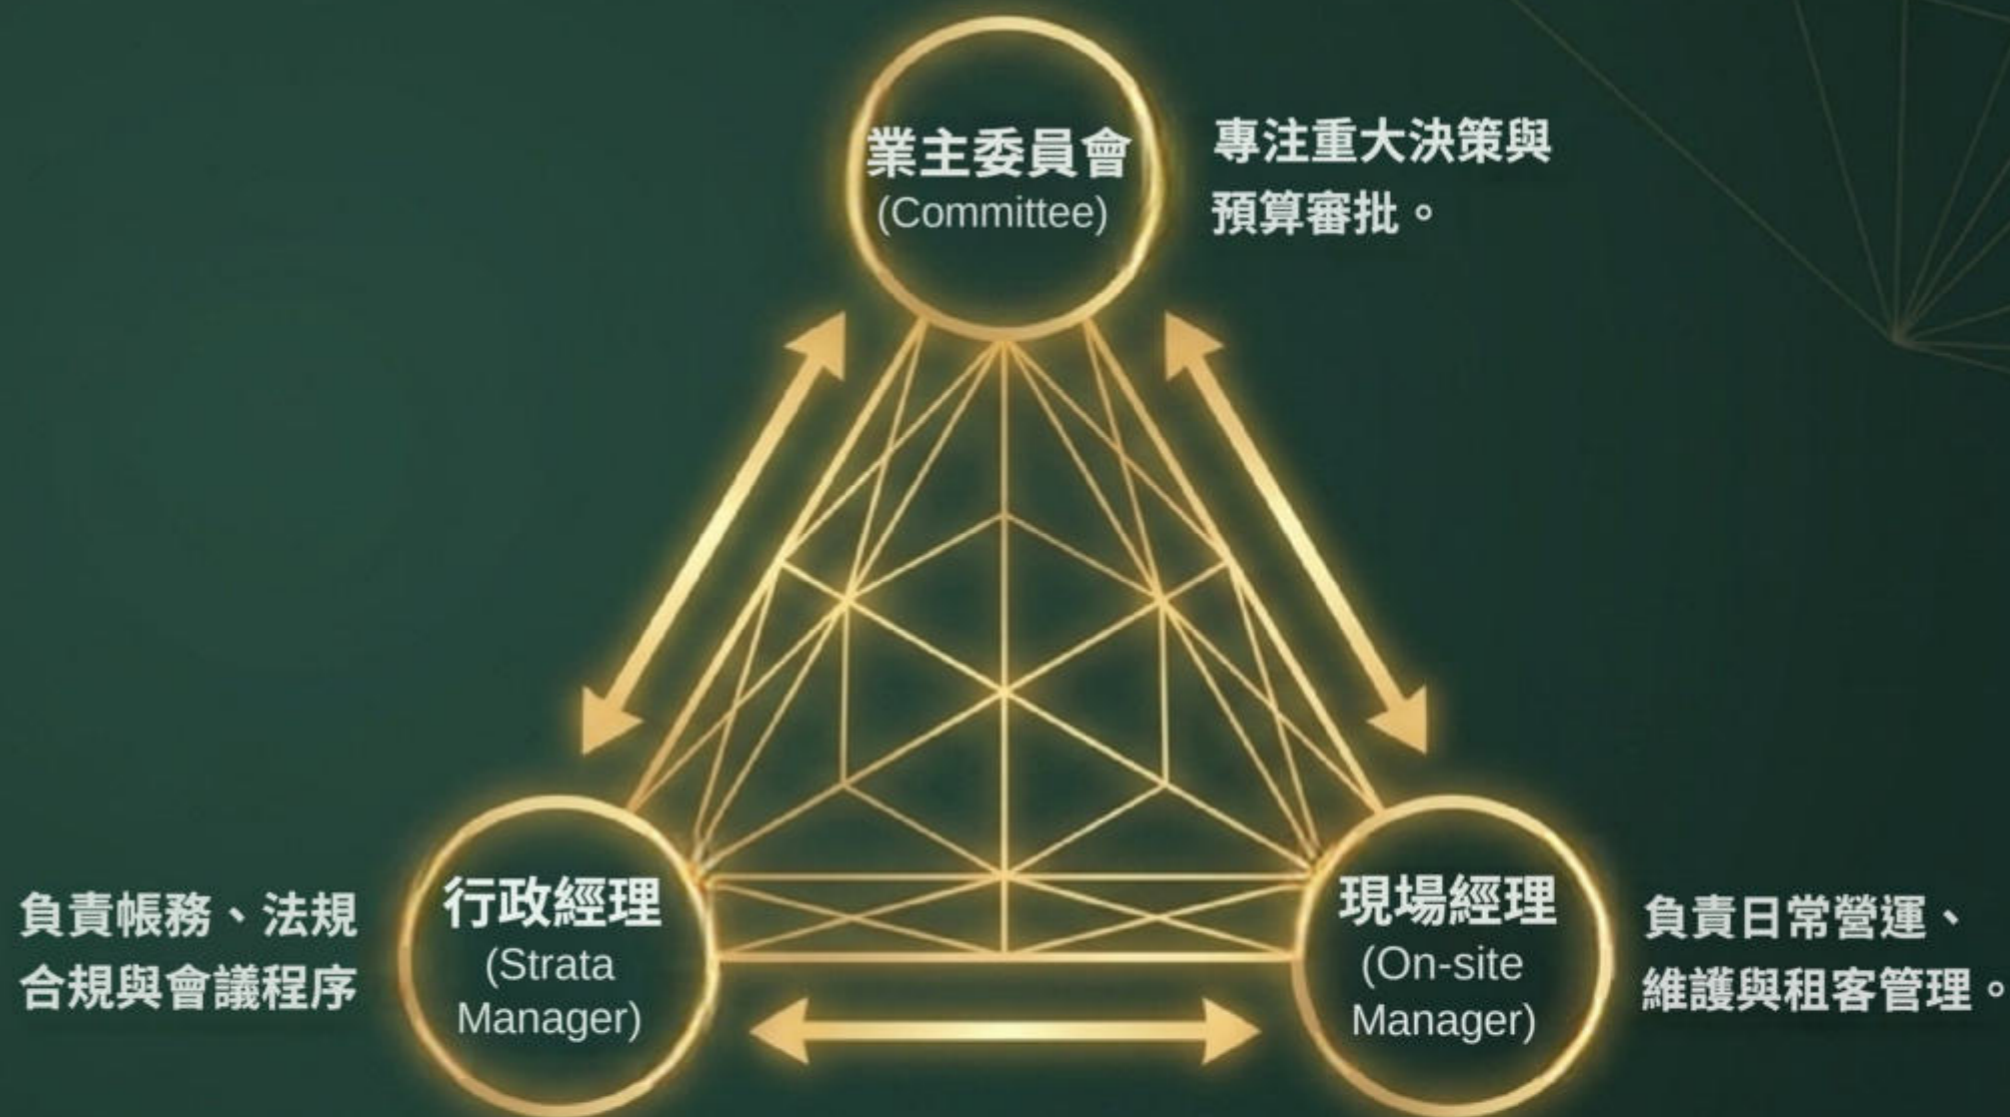 業主委員會
(Committee)
專注重大決策與
預算審批。
負責帳務、法規
合規與會議程序
行政經理
(Strata
Manager)
現場經理
(On-site
Manager)
負責日常營運、
維護與租客管理。